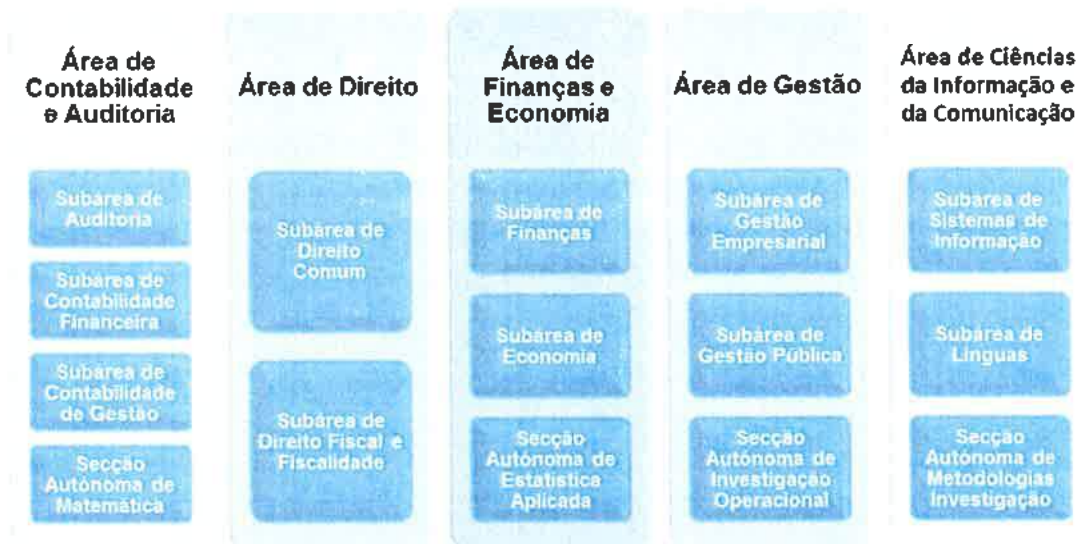 Área de
Contabilidade
e Auditoria
Subárea de
Auditoria
Subárea de
Contabilidade
Financeira
Subárea de
Contabilidade
de Gestão
Secção
Autónoma de
Matemática
Área de Direito
Subárea de
Direito
Comum
Subárea de
Direito Fiscal e
Fiscalidade
Área de
Finanças e
Economia
Subárea de
Finanças
Subárea de
Economia
Secção
Autónoma de
Estatística
Aplicada
Área de Gestão
Subárea de
Gestão
Empresarial
Subárea de
Gestão Pública
Secção
Autónoma de
Investigação
Operacional
Área de Ciências
da Informação e
da Comunicação
Subárea de
Sistemas de
Informação
Subárea de
Línguas
Secção
Autónoma de
Metodologias
Investigação